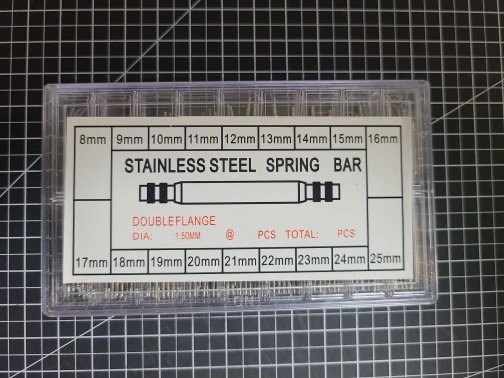 8mm 9mm 10mm 11mm 12mm 13mm 14mm 15mm 16mm
STAINLESS STEEL SPRING BAR
DOUBLEFLANGE
DIA: 1.50MM @ PCS TOTAL: PCS
17mm 18mm 19mm 20mm 21mm 22mm 23mm 24mm 25mm